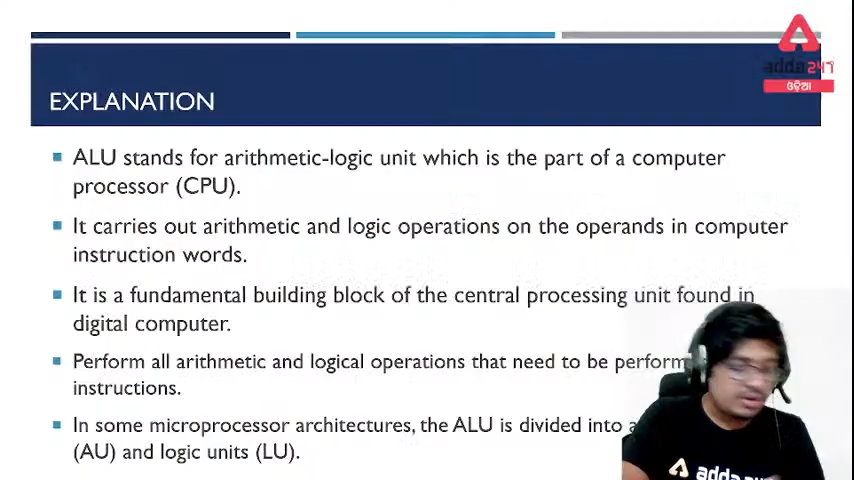 adda247
ଓଡ଼ିଆ
EXPLANATION
ALU stands for arithmetic-logic unit which is the part of a computer
processor (CPU).
It carries out arithmetic and logic operations on the operands in computer
instruction words.
It is a fundamental building block of the central processing unit found in
digital computer.
Perform all arithmetic and logical operations that need to be perform
instructions.
In some microprocessor architectures, the ALU is divided into a
(AU) and logic units (LU).
adda